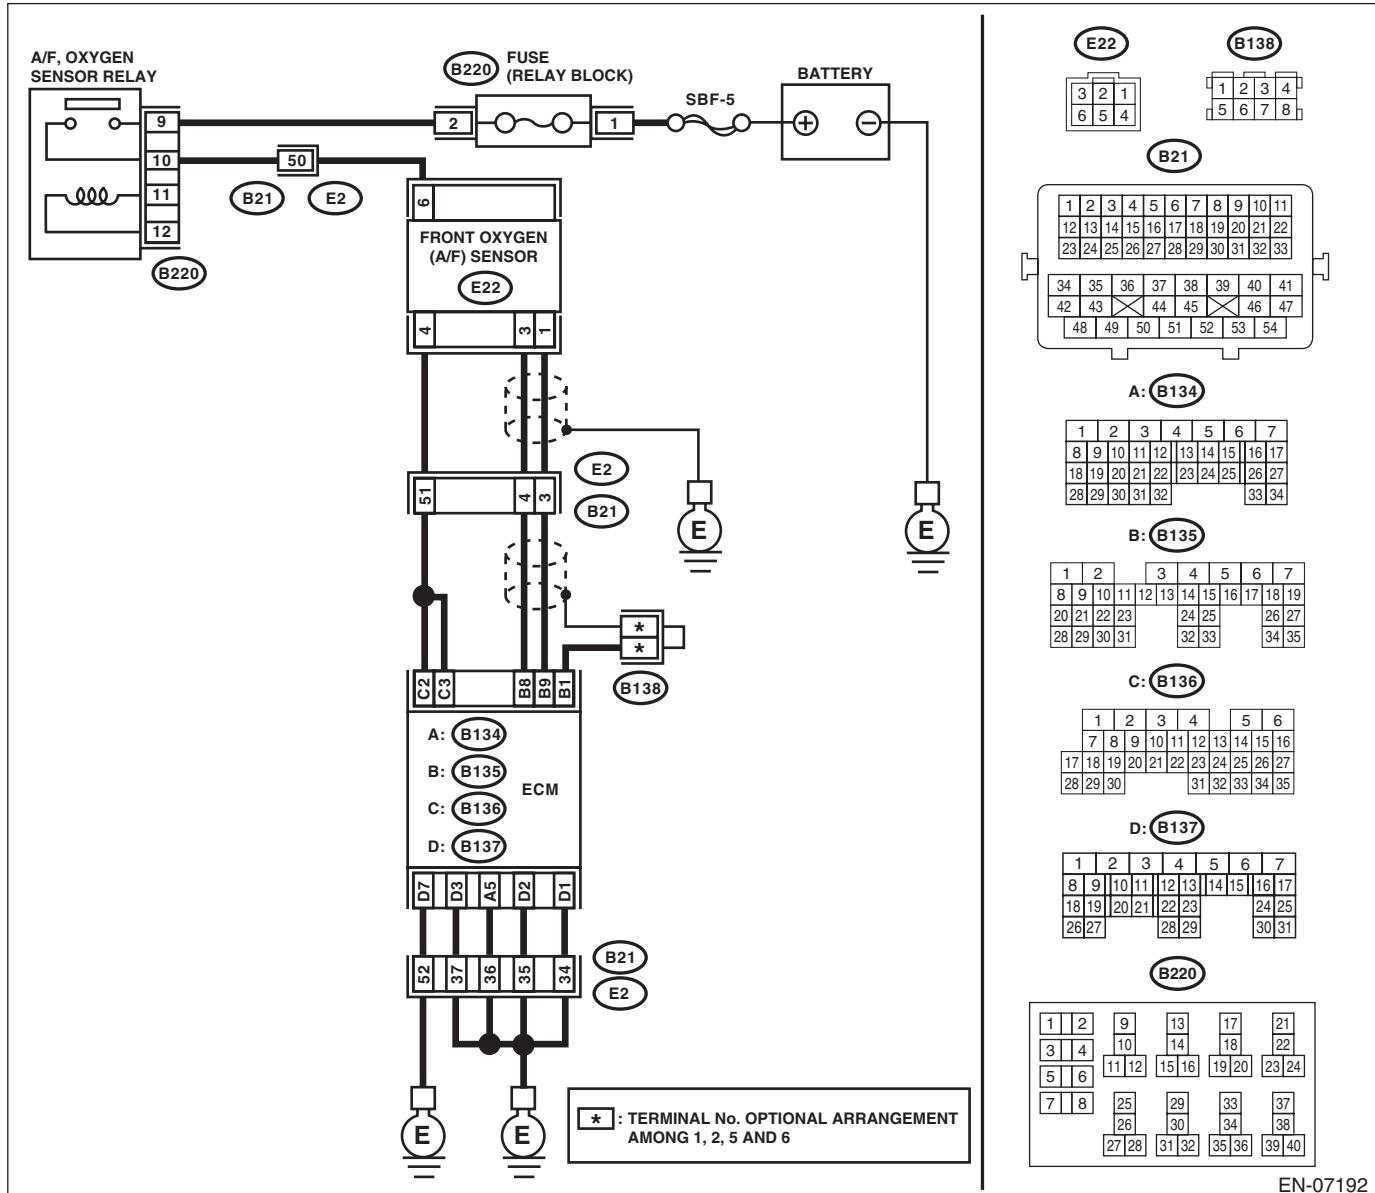 A/F, OXYGEN
SENSOR RELAY
9
10
11
12
B220
B220
FUSE
(RELAY BLOCK)
2
1
SBF-5
BATTERY
+
−
50
B21
E2
6
FRONT OXYGEN
(A/F) SENSOR
E22
4 3 1
E2
B21
51 4 3
E
E
*
*
B138
C2 C3 B8 B9 B1
A: B134
B: B135
C: B136
D: B137
ECM
D7 D3 A5 D2 D1
B21
E2
52 37 36 35 34
E
E
* : TERMINAL No. OPTIONAL ARRANGEMENT
AMONG 1, 2, 5 AND 6
E22
3 2 1
6 5 4
B138
1 2 3 4
5 6 7 8
B21
1 2 3 4 5 6 7 8 9 10 11
12 13 14 15 16 17 18 19 20 21 22
23 24 25 26 27 28 29 30 31 32 33
34 35 36 37 38 39 40 41
42 43 44 45 46 47
48 49 50 51 52 53 54
A: B134
1 2 3 4 5 6 7
8 9 10 11 12 13 14 15 16 17
18 19 20 21 22 23 24 25 26 27
28 29 30 31 32 33 34
B: B135
1 2 3 4 5 6 7
8 9 10 11 12 13 14 15 16 17 18 19
20 21 22 23 24 25 26 27
28 29 30 31 32 33 34 35
C: B136
1 2 3 4 5 6
7 8 9 10 11 12 13 14 15 16
17 18 19 20 21 22 23 24 25 26 27
28 29 30 31 32 33 34 35
D: B137
1 2 3 4 5 6 7
8 9 10 11 12 13 14 15 16 17
18 19 20 21 22 23 24 25
26 27 28 29 30 31
B220
1 2 9 13 17 21
3 4 10 14 18 22
11 12 15 16 19 20 23 24
5 6
7 8 25 29 33 37
26 30 34 38
27 28 31 32 35 36 39 40
EN-07192